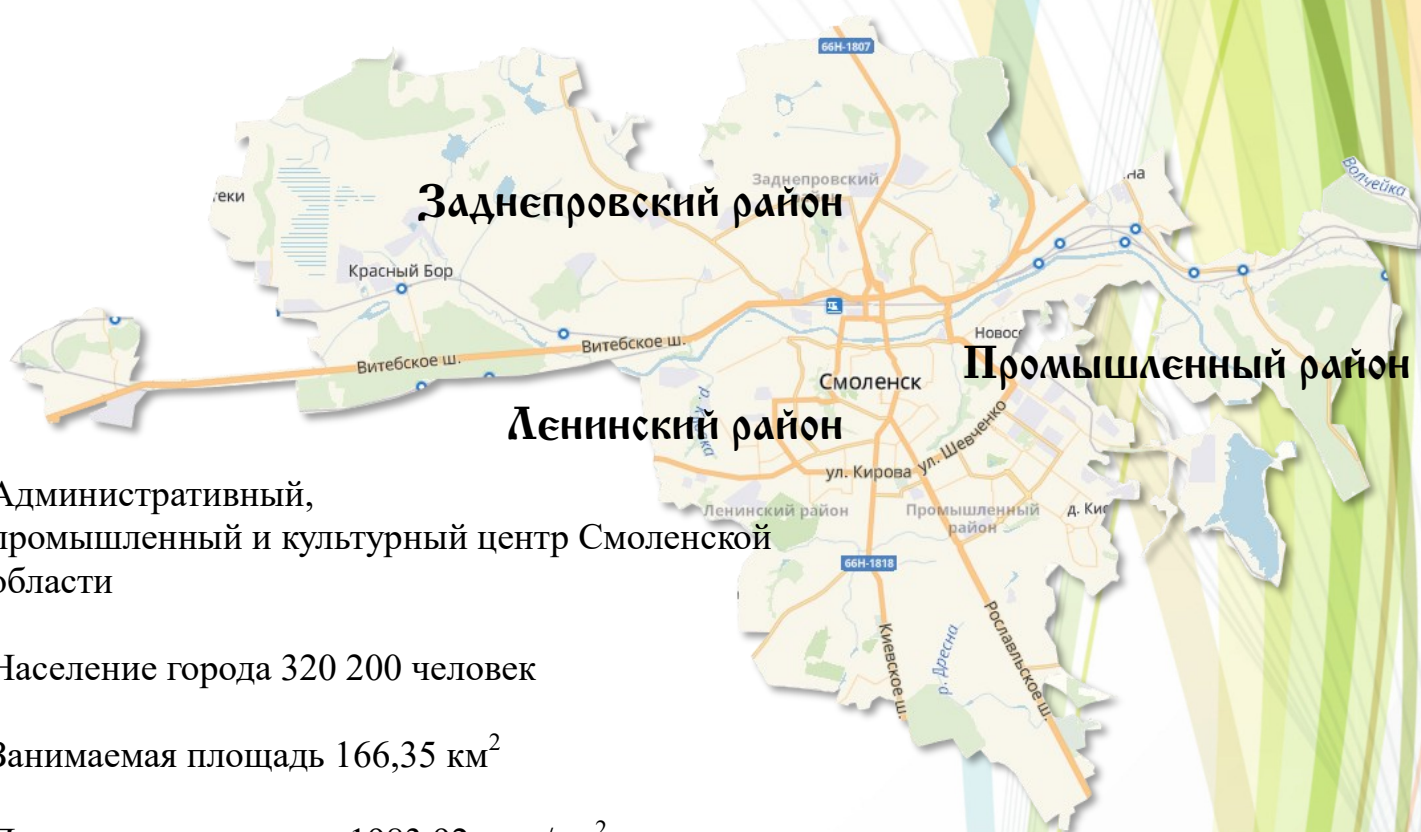 66Н-1807
Волчейка
Заднепровский
Заднепровский район
Красный Бор
Витебское ш.
Витебское ш.
Промышленный район
Смоленск
Ленинский район
ул. Шевченко
ул. Кирова
Ленинский район
Промышленный
район
66Н-1818
Киевское ш.
р. Дресна
Рославльское ш.
Административный,
промышленный и культурный центр Смоленской
области
Население города 320 200 человек
Занимаемая площадь 166,35 км²